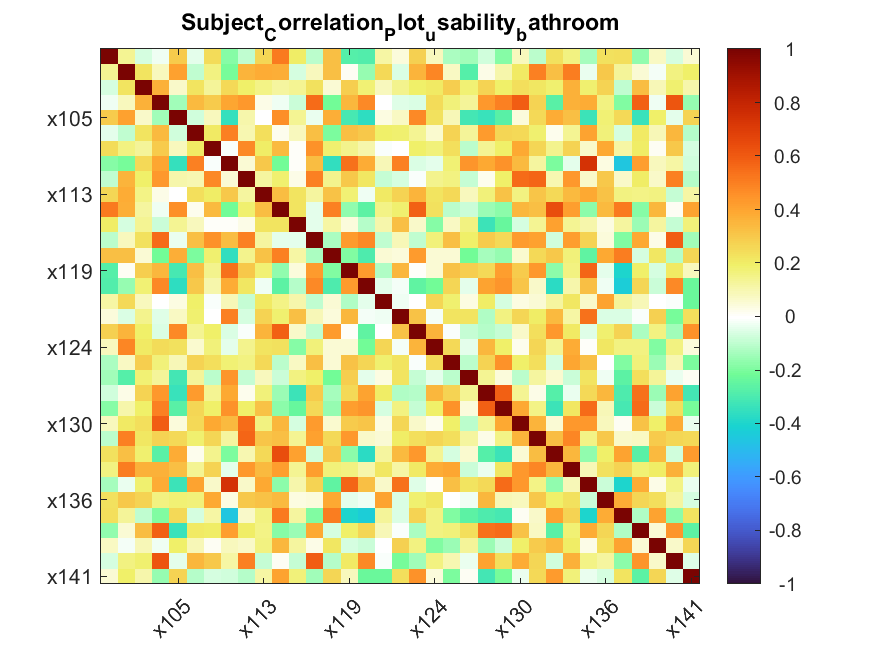 Subject_Correlation_Plot_usability_bathroom
x105
x113
x119
x124
x130
x136
x141
x105
x113
x119
x124
x130
x136
x141
1
0.8
0.6
0.4
0.2
0
-0.2
-0.4
-0.6
-0.8
-1